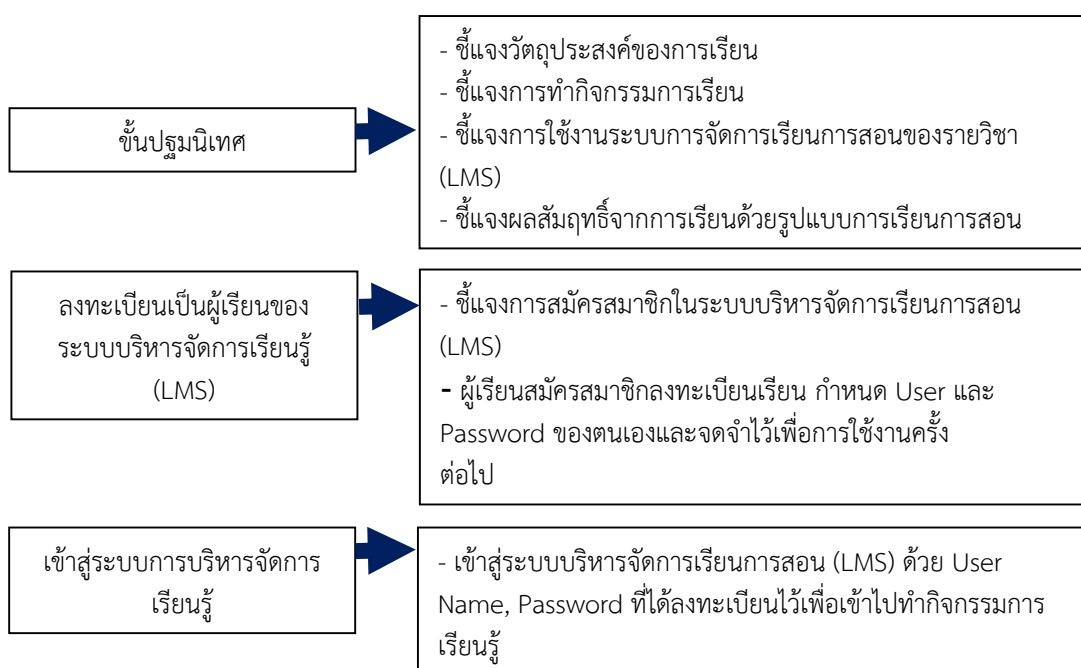 ขั้นปฐมนิเทศ
- ชี้แจงวัตถุประสงค์ของการเรียน
- ชี้แจงการทำกิจกรรมการเรียน
- ชี้แจงการใช้งานระบบการจัดการเรียนการสอนของรายวิชา
(LMS)
- ชี้แจงผลสัมฤทธิ์จากการเรียนด้วยรูปแบบการเรียนการสอน
ลงทะเบียนเป็นผู้เรียนของ
ระบบบริหารจัดการเรียนรู้
(LMS)
- ชี้แจงการสมัครสมาชิกในระบบบริหารจัดการเรียนการสอน
(LMS)
- ผู้เรียนสมัครสมาชิกลงทะเบียนเรียน กำหนด User และ
Password ของตนเองและจดจำไว้เพื่อการใช้งานครั้ง
ต่อไป
เข้าสู่ระบบการบริหารจัดการ
เรียนรู้
- เข้าสู่ระบบบริหารจัดการเรียนการสอน (LMS) ด้วย User
Name, Password ที่ได้ลงทะเบียนไว้เพื่อเข้าไปทำกิจกรรมการ
เรียนรู้